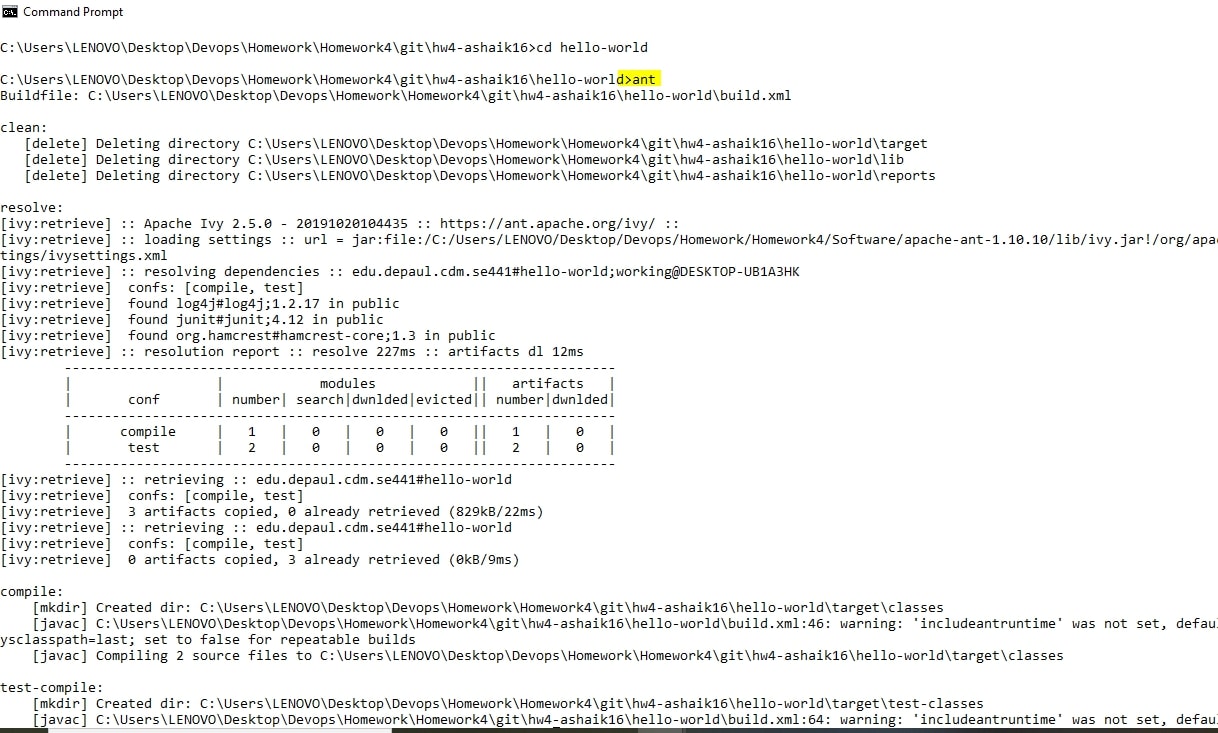 Command Prompt
C:\Users\LENOVO\Desktop\Devops\Homework\Homework4\git\hw4-ashaik16>cd hello-world
C:\Users\LENOVO\Desktop\Devops\Homework\Homework4\git\hw4-ashaik16\hello-world>ant
Buildfile: C:\Users\LENOVO\Desktop\Devops\Homework\Homework4\git\hw4-ashaik16\hello-world\build.xml
clean:
[delete] Deleting directory C:\Users\LENOVO\Desktop\Devops\Homework\Homework4\git\hw4-ashaik16\hello-world\target
[delete] Deleting directory C:\Users\LENOVO\Desktop\Devops\Homework\Homework4\git\hw4-ashaik16\hello-world\lib
[delete] Deleting directory C:\Users\LENOVO\Desktop\Devops\Homework\Homework4\git\hw4-ashaik16\hello-world\reports
resolve:
[ivy:retrieve] :: Apache Ivy 2.5.0 - 20191020104435 :: https://ant.apache.org/ivy/ ::
[ivy:retrieve] :: loading settings :: url = jar:file:/C:/Users/LENOVO/Desktop/Devops/Homework/Homework4/Software/apache-ant-1.10.10/lib/ivy.jar!/org/apa
tings/ivysettings.xml
[ivy:retrieve] :: resolving dependencies :: edu.depaul.cdm.se441#hello-world;working@DESKTOP-UB1A3HK
[ivy:retrieve]  confs: [compile, test]
[ivy:retrieve]  found log4j#log4j;1.2.17 in public
[ivy:retrieve]  found junit#junit;4.12 in public
[ivy:retrieve]  found org.hamcrest#hamcrest-core;1.3 in public
[ivy:retrieve] :: resolution report :: resolve 227ms :: artifacts dl 12ms
---------------------------------------------------------------------
|                  |            modules            ||   artifacts   |
|       conf       | number| search|dwnlded|evicted|| number|dwnlded|
---------------------------------------------------------------------
|      compile     |   1   |   0   |   0   |   0   ||   1   |   0   |
|       test       |   2   |   0   |   0   |   0   ||   2   |   0   |
---------------------------------------------------------------------
[ivy:retrieve] :: retrieving :: edu.depaul.cdm.se441#hello-world
[ivy:retrieve]  confs: [compile, test]
[ivy:retrieve]  3 artifacts copied, 0 already retrieved (829kB/22ms)
[ivy:retrieve] :: retrieving :: edu.depaul.cdm.se441#hello-world
[ivy:retrieve]  confs: [compile, test]
[ivy:retrieve]  0 artifacts copied, 3 already retrieved (0kB/9ms)
compile:
[mkdir] Created dir: C:\Users\LENOVO\Desktop\Devops\Homework\Homework4\git\hw4-ashaik16\hello-world\target\classes
[javac] C:\Users\LENOVO\Desktop\Devops\Homework\Homework4\git\hw4-ashaik16\hello-world\build.xml:46: warning: 'includeantruntime' was not set, defau
ysclasspath=last; set to false for repeatable builds
[javac] Compiling 2 source files to C:\Users\LENOVO\Desktop\Devops\Homework\Homework4\git\hw4-ashaik16\hello-world\target\classes
test-compile:
[mkdir] Created dir: C:\Users\LENOVO\Desktop\Devops\Homework\Homework4\git\hw4-ashaik16\hello-world\target\test-classes
[javac] C:\Users\LENOVO\Desktop\Devops\Homework\Homework4\git\hw4-ashaik16\hello-world\build.xml:64: warning: 'includeantruntime' was not set, defau